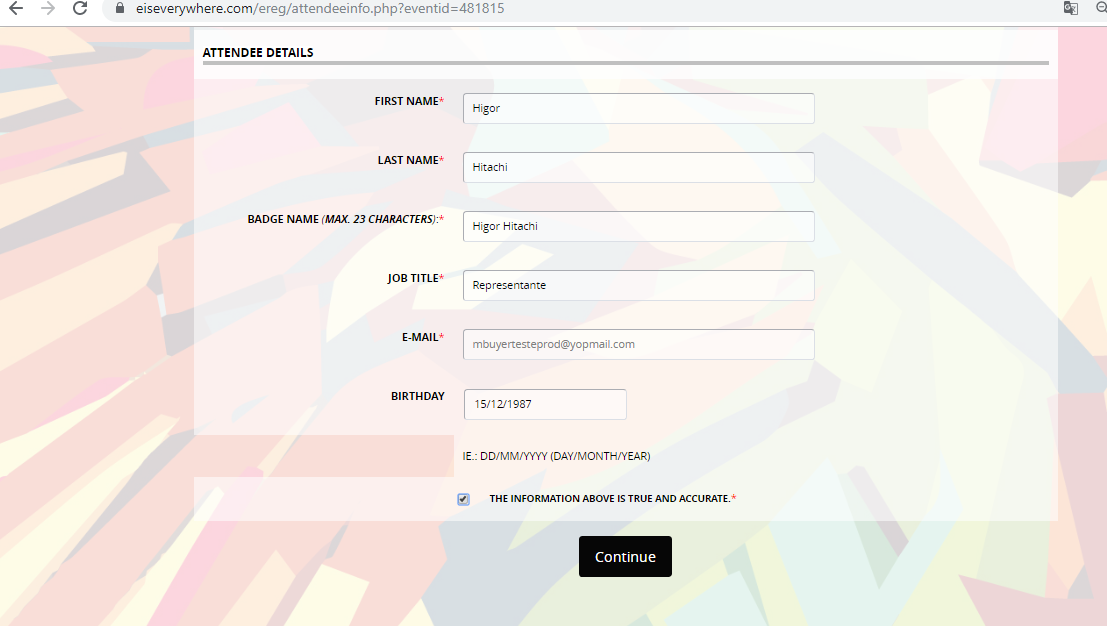 eiseverywhere.com/ereg/attendeeinfo.php?eventid=481815
ATTENDEE DETAILS
FIRST NAME*
Higor
LAST NAME*
Hitachi
BADGE NAME (MAX. 23 CHARACTERS):*
Higor Hitachi
JOB TITLE*
Representante
E-MAIL*
mbuyertesteprod@yopmail.com
BIRTHDAY
15/12/1987
IE.: DD/MM/YYYY (DAY/MONTH/YEAR)
THE INFORMATION ABOVE IS TRUE AND ACCURATE.*
Continue